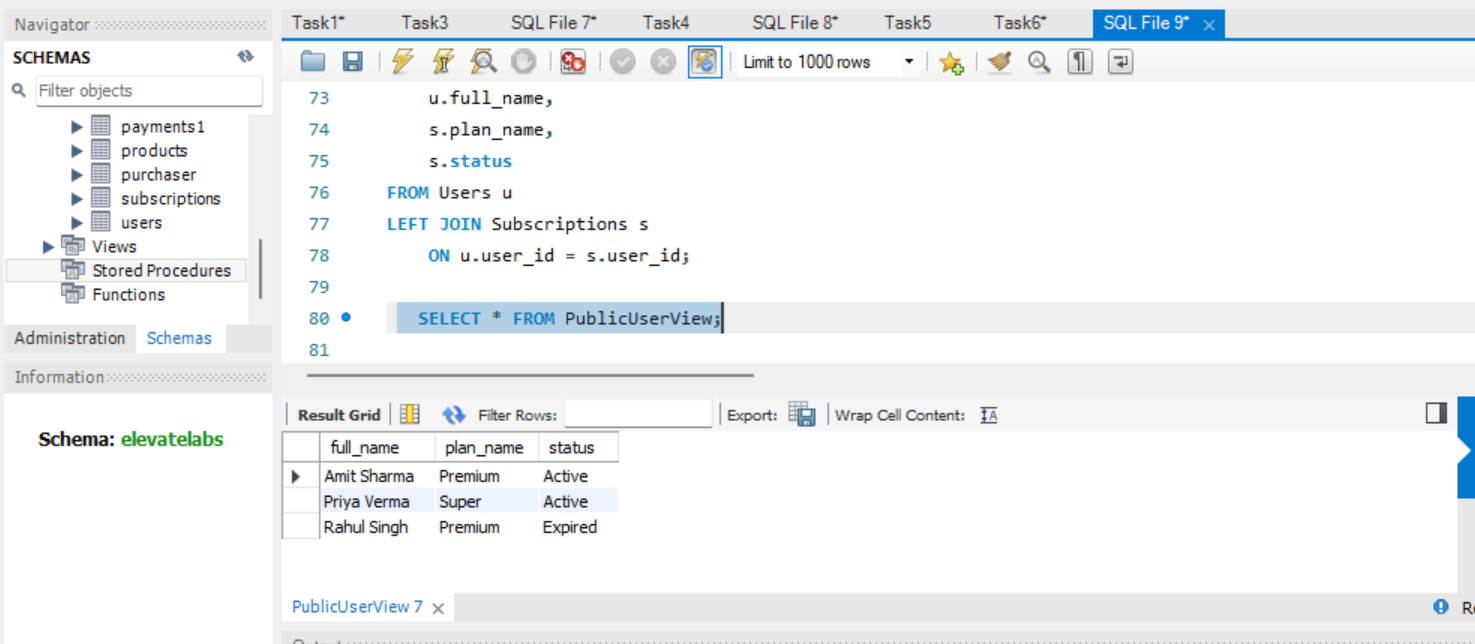 Navigator
SCHEMAS
Filter objects
payments1
products
purchaser
subscriptions
users
Views
Stored Procedures
Functions
Administration Schemas
Information
Schema: elevatelabs
Task1* Task3 SQL File 7* Task4 SQL File 8* Task5 Task6* SQL File 9*
Limit to 1000 rows
73 u.full_name,
74 s.plan_name,
75 s.status
76 FROM Users u
77 LEFT JOIN Subscriptions s
78 ON u.user_id = s.user_id;
79
80 SELECT * FROM PublicUserView;
81
Result Grid Filter Rows: Export: Wrap Cell Content:
full_name plan_name status
Amit Sharma Premium Active
Priya Verma Super Active
Rahul Singh Premium Expired
PublicUserView 7